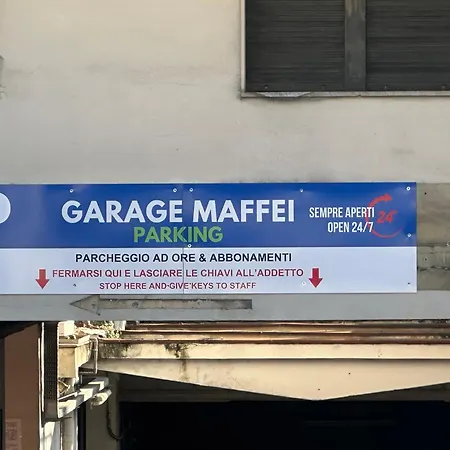 GARAGE MAFFEI
PARKING
SEMPRE APERTI
OPEN 24/7
24
PARCHEGGIO AD ORE & ABBONAMENTI
FERMARSI QUI E LASCIARE LE CHIAVI ALL'ADDETTO
STOP HERE AND GIVE KEYS TO STAFF